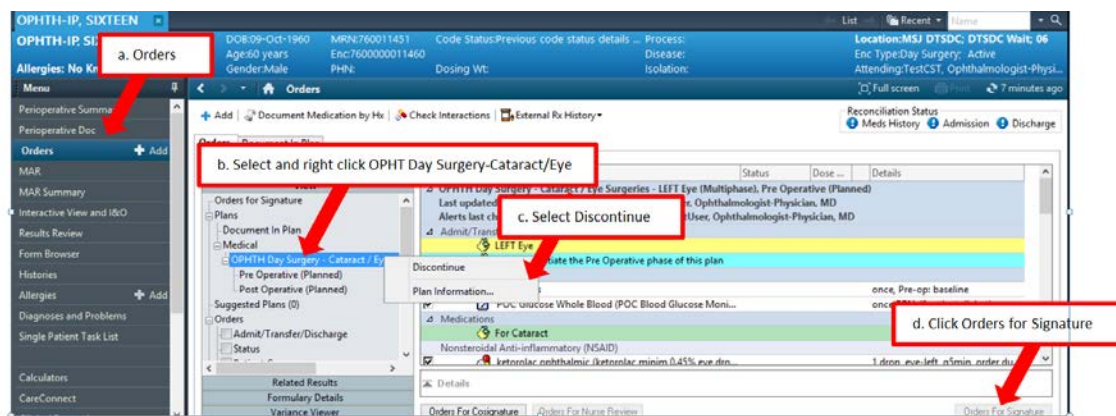 OPHTH-IP, SIXTEEN
List
Recent
Name
OPHTH-IP, SI
DOB:09-Oct-1960
MRN:760011451
Code Status:Previous code status details ...
Process:
Location:MSJ DTSDC; DTSDC Wait; 06
a. Orders
Age:60 years
Enc:7600000011460
Disease:
Enc Type:Day Surgery; Active
Allergies: No Kn
Gender:Male
PHN:
Dosing Wt:
Isolation:
Attending:TestCST, Ophthalmologist-Physi...
Menu
Orders
Full screen
Print
7 minutes ago
Perioperative Summa
Perioperative Doc
Orders
Add
MAR
MAR Summary
Interactive View and I&O
Results Review
Form Browser
Histories
Allergies
Add
Diagnoses and Problems
Single Patient Task List
Calculators
CareConnect
+ Add
Document Medication by Hx
Check Interactions
External Rx History
Reconciliation Status
Meds History
Admission
Discharge
b. Select and right click OPHT Day Surgery-Cataract/Eye
Orders for Signature
Plans
Document In Plan
Medical
OPHTH Day Surgery - Cataract / Ey
Pre Operative (Planned)
Post Operative (Planned)
Suggested Plans (0)
Orders
Admit/Transfer/Discharge
Status
Related Results
Formulary Details
Variance Viewer
Status
Dose ...
Details
OPHTH Day Surgery - Cataract / Eye Surgeries - LEFT Eye (Multiphase), Pre Operative (Planned)
Last updated
r, Ophthalmologist-Physician, MD
c. Select Discontinue
Alerts last ch
tUser, Ophthalmologist-Physician, MD
Admit/Trans
LEFT Eye
tiate the Pre Operative phase of this plan
Discontinue
Plan Information...
once, Pre-op: baseline
POC Glucose Whole Blood (POC Blood Glucose Moni...
Medications
For Cataract
d. Click Orders for Signature
Nonsteroidal Anti-inflammatory (NSAID)
ketorolac ophthalmic (ketorolac minim 0.45% eye dro...
1 drop, eye-left, q5min, order du
Details
Orders For Cosignature
Orders For Nurse Review
Orders For Signature